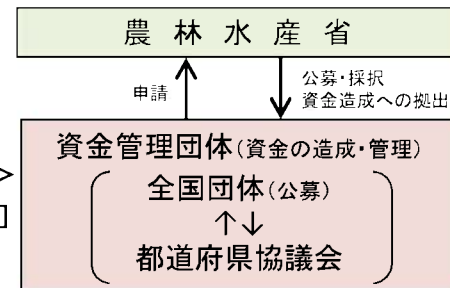 農林水産省
申請
公募・採択
資金造成への拠出
資金管理団体(資金の造成・管理)
全国団体(公募)
↑↓
都道府県協議会